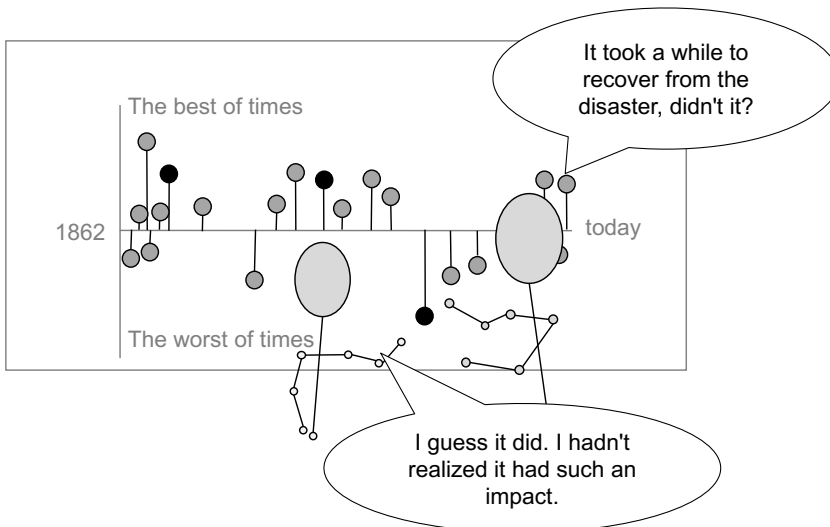 It took a while to
recover from the
disaster, didn't it?
The best of times
1862
today
The worst of times
I guess it did. I hadn't
realized it had such an
impact.